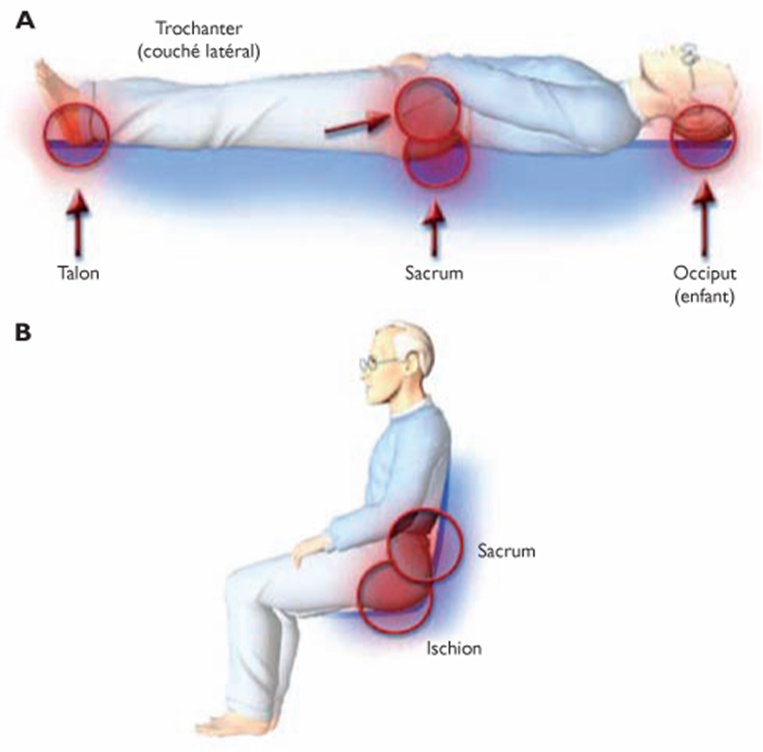 A
Trochanter
(couché latéral)
Talon
Sacrum
Occiput
(enfant)
B
Sacrum
Ischion